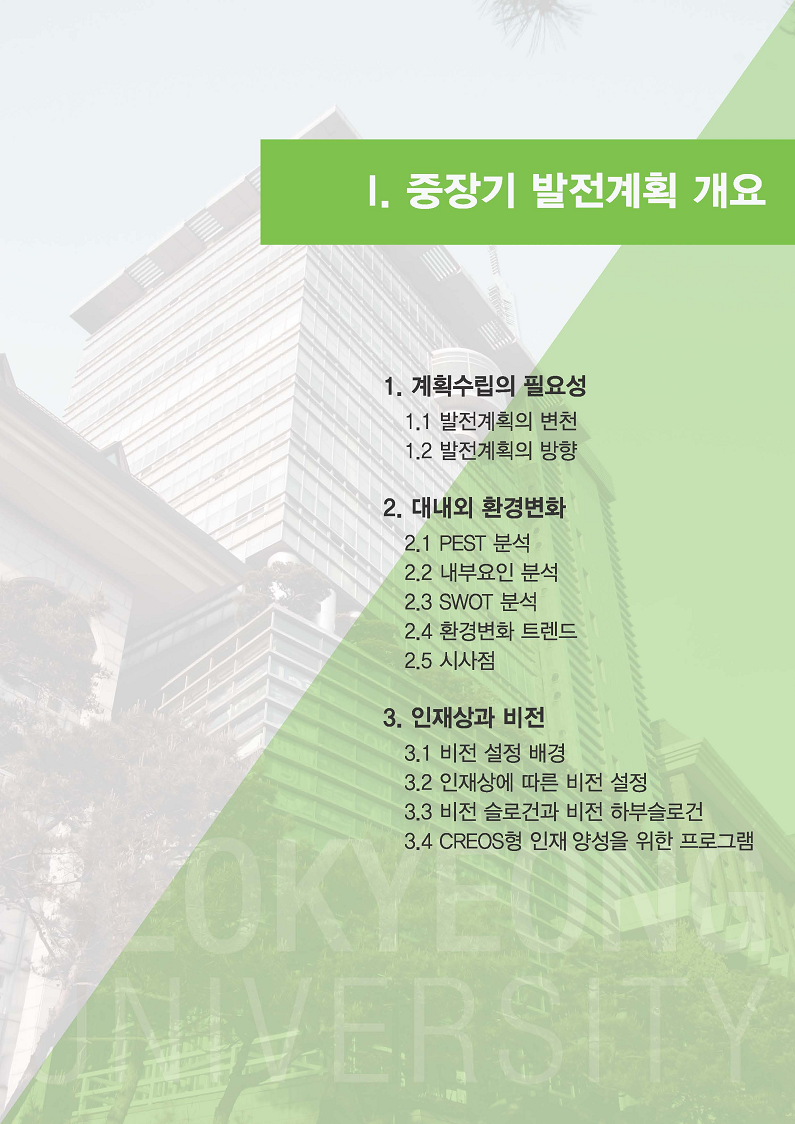 I. 중장기 발전계획 개요
1. 계획수립의 필요성
1.1 발전계획의 변천
1.2 발전계획의 방향
2. 대내외 환경변화
2.1 PEST 분석
2.2 내부요인 분석
2.3 SWOT 분석
2.4 환경변화 트렌드
2.5 시사점
3. 인재상과 비전
3.1 비전 설정 배경
3.2 인재상에 따른 비전 설정
3.3 비전 슬로건과 비전 하부슬로건
3.4 CREOS형 인재 양성을 위한 프로그램
EOKYEONG
UNIVERSITY